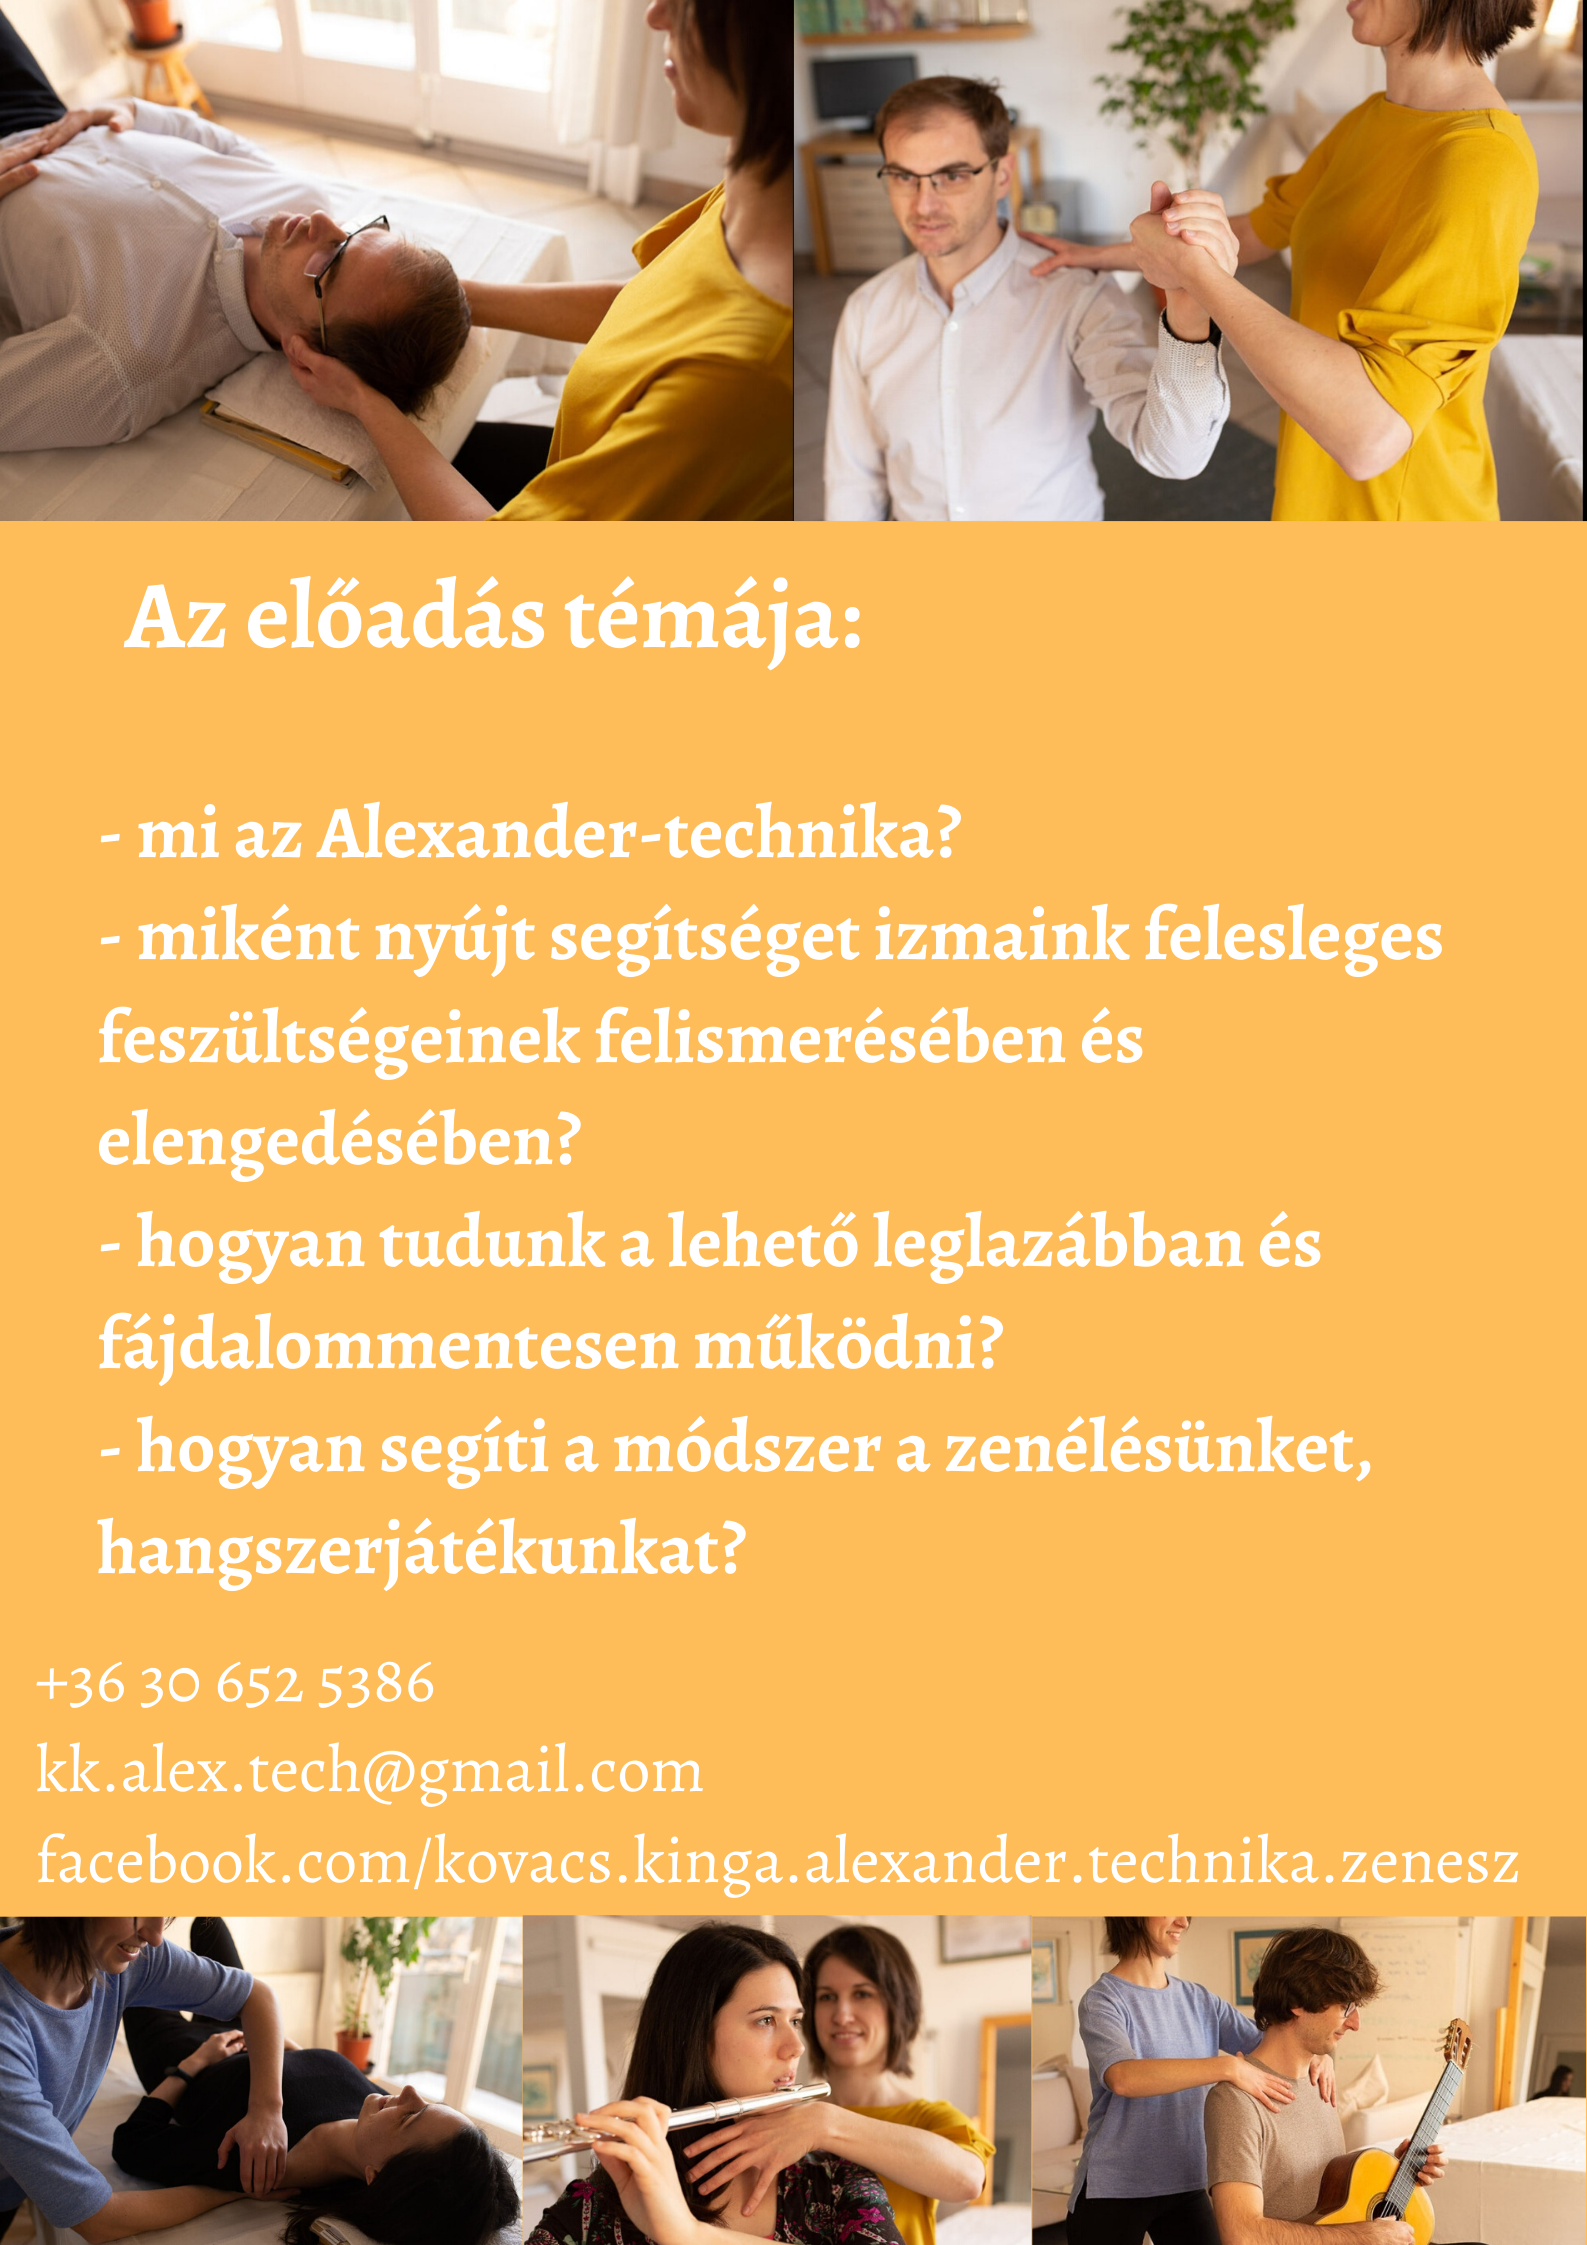 Az előadás témája:
- mi az Alexander-technika?
- miként nyújt segítséget izmaink felesleges
feszültségeinek felismerésében és
elengedésében?
- hogyan tudunk a lehető leglazábban és
fájdalommentesen működni?
- hogyan segíti a módszer a zenélésünket,
hangszerjátékunkat?
+36 30 652 5386
kk.alex.tech@gmail.com
facebook.com/kovacs.kinga.alexander.technika.zenesz